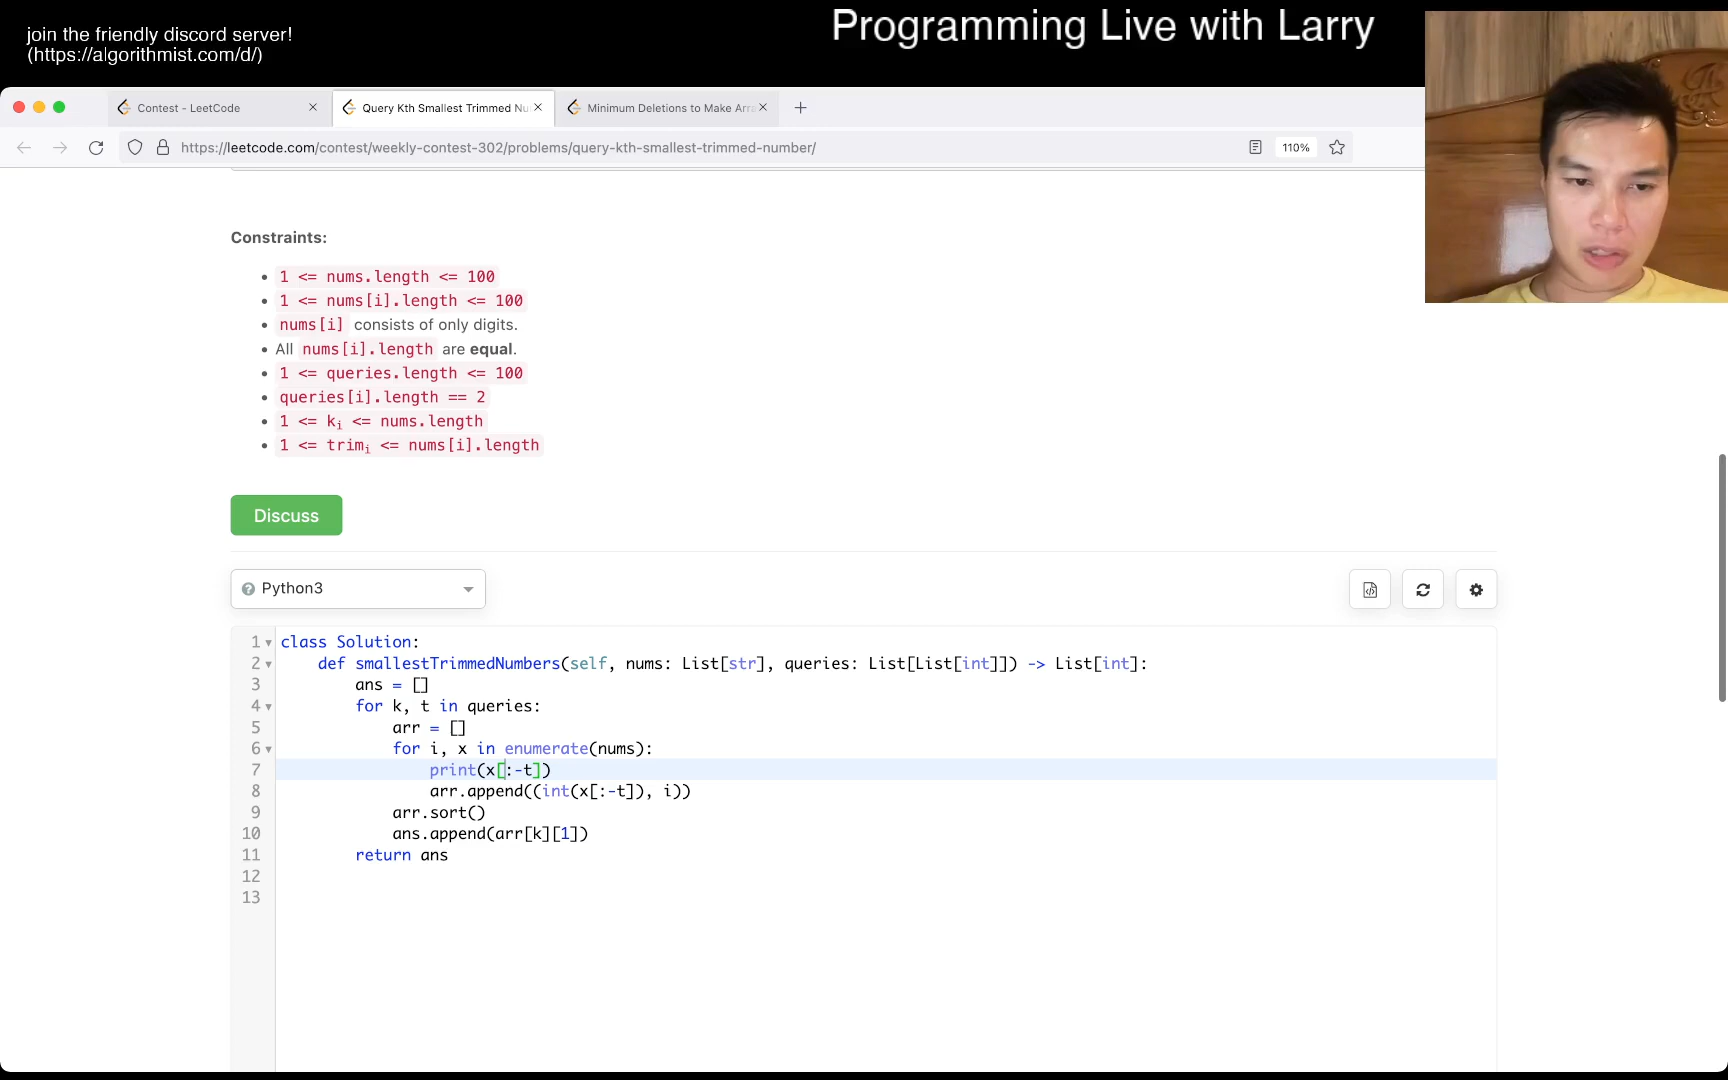 join the friendly discord server!
(https://algorithmist.com/d/)
Programming Live with Larry
Contest - LeetCode
Query Kth Smallest Trimmed Nu
Minimum Deletions to Make Arra
https://leetcode.com/contest/weekly-contest-302/problems/query-kth-smallest-trimmed-number/
110%
Constraints:
1 <= nums.length <= 100
1 <= nums[i].length <= 100
nums[i] consists of only digits.
All nums[i].length are equal.
1 <= queries.length <= 100
queries[i].length == 2
1 <= ki <= nums.length
1 <= trimi <= nums[i].length
Discuss
Python3
1 class Solution:
2 def smallestTrimmedNumbers(self, nums: List[str], queries: List[List[int]]) -> List[int]:
3 ans = []
4 for k, t in queries:
5 arr = []
6 for i, x in enumerate(nums):
7 print(x[:-t])
8 arr.append((int(x[:-t]), i))
9 arr.sort()
10 ans.append(arr[k][1])
11 return ans
12
13